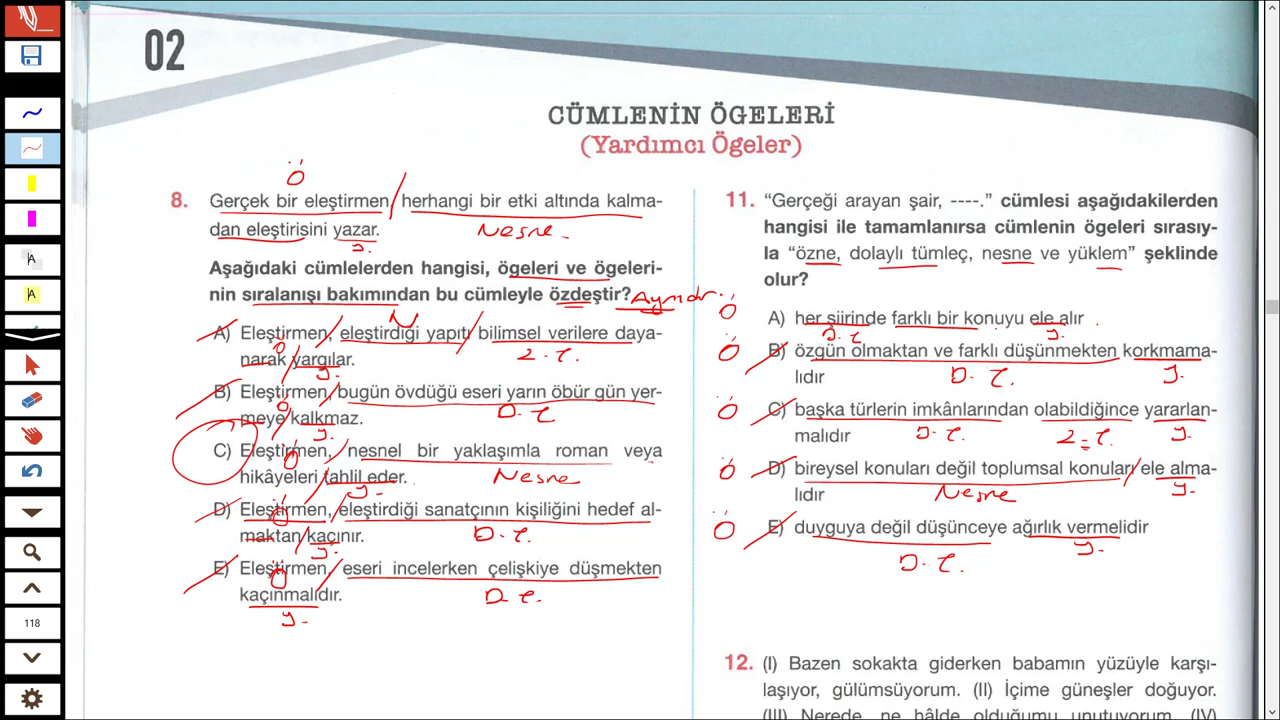 02
CÜMLENİN ÖGELERİ
(Yardımcı Ögeler)
Ö
8. Gerçek bir eleştirmen herhangi bir etki altında kalma-
dan eleştirisini yazar.
Nesne
y.
Aşağıdaki cümlelerden hangisi, ögeleri ve ögeleri-
nin sıralanışı bakımından bu cümleyle özdeştir?
Aynıdır.
N
A) Eleştirmen, eleştirdiği yapıtı bilimsel verilere daya-
narak yargılar.
Ö
Z.t.
y.
B) Eleştirmen, bugün övdüğü eseri yarın öbür gün yer-
meye kalkmaz.
Ö
D.t
y.
C) Eleştirmen, nesnel bir yaklaşımla roman veya
hikâyeleri tahlil eder.
Ö
Nesne
y.
D) Eleştirmen, eleştirdiği sanatçının kişiliğini hedef al-
maktan kaçınır.
Ö
D.t.
y.
E) Eleştirmen, eseri incelerken çelişkiye düşmekten
kaçınmalıdır.
Ö
D.t.
y.
11. “Gerçeği arayan şair, ----.” cümlesi aşağıdakilerden
hangisi ile tamamlanırsa cümlenin ögeleri sırasıy-
la “özne, dolaylı tümleç, nesne ve yüklem” şeklinde
olur?
Ö
A) her şiirinde farklı bir konuyu ele alır
D.t
y.
Ö
B) özgün olmaktan ve farklı düşünmekten korkmama-
lıdır
D.t.
y.
Ö
C) başka türlerin imkânlarından olabildiğince yararlan-
malıdır
D.t.
Z.t.
y.
Ö
D) bireysel konuları değil toplumsal konuları ele alma-
lıdır
Nesne
y.
Ö
E) duyguya değil düşünceye ağırlık vermelidir
D.t.
y.
12. (I) Bazen sokakta giderken babamın yüzüyle karşı-
laşıyor, gülümsüyorum. (II) İçime güneşler doğuyor.
(III) Nerede, ne hâlde olduğumu unutuyorum. (IV)
A
A
118